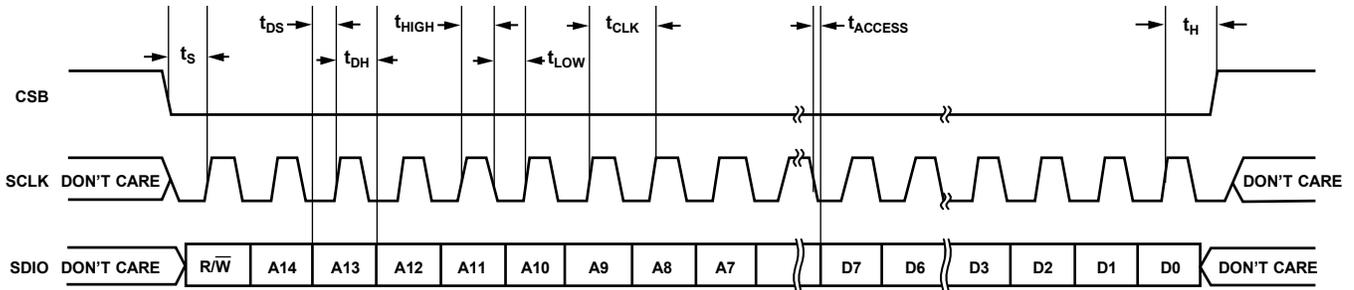 tDS tHIGH tCLK tACCESS tH
tS tDH tLOW
CSB
SCLK DON'T CARE DON'T CARE
SDIO DON'T CARE R/W̅ A14 A13 A12 A11 A10 A9 A8 A7 D7 D6 D3 D2 D1 D0 DON'T CARE